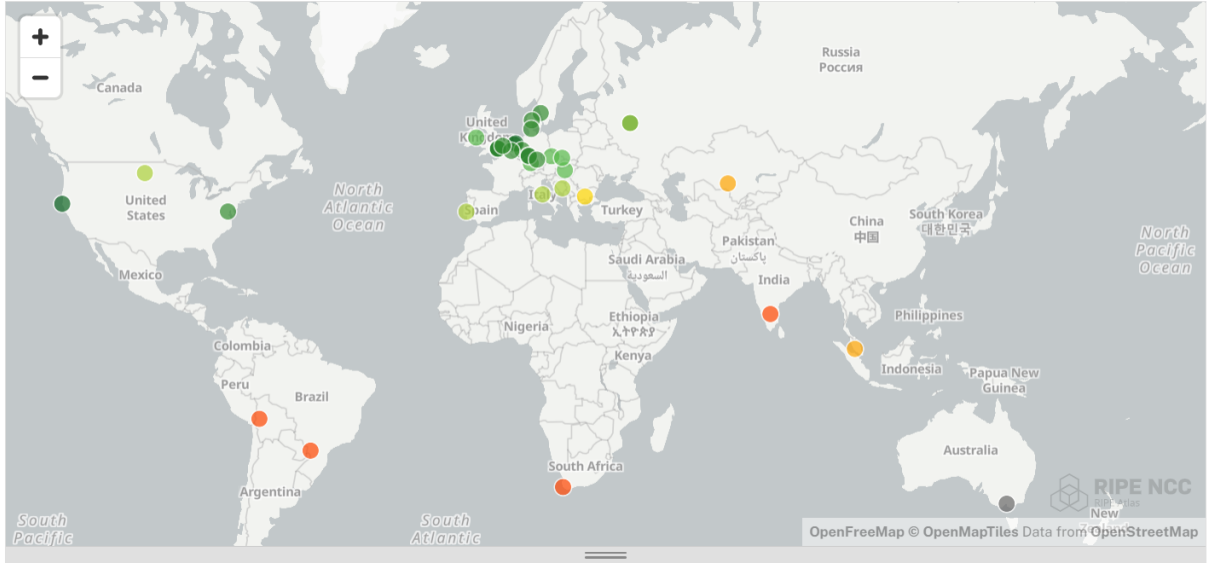 +
−
Canada
United
States
Mexico
North
Atlantic
Ocean
United
Kingdom
Spain
Italy
Turkey
Russia
Россия
China
中国
South Korea
대한민국
North
Pacific
Ocean
Pakistan
پاکستان
India
Saudi Arabia
السعودية
Nigeria
Ethiopia
ኢትዮጵያ
Kenya
Philippines
Indonesia
Papua New
Guinea
Colombia
Peru
Brazil
Argentina
South Africa
Australia
South
Pacific
South
Atlantic
RIPE NCC
RIPE Atlas
New
OpenFreeMap © OpenMapTiles Data from OpenStreetMap